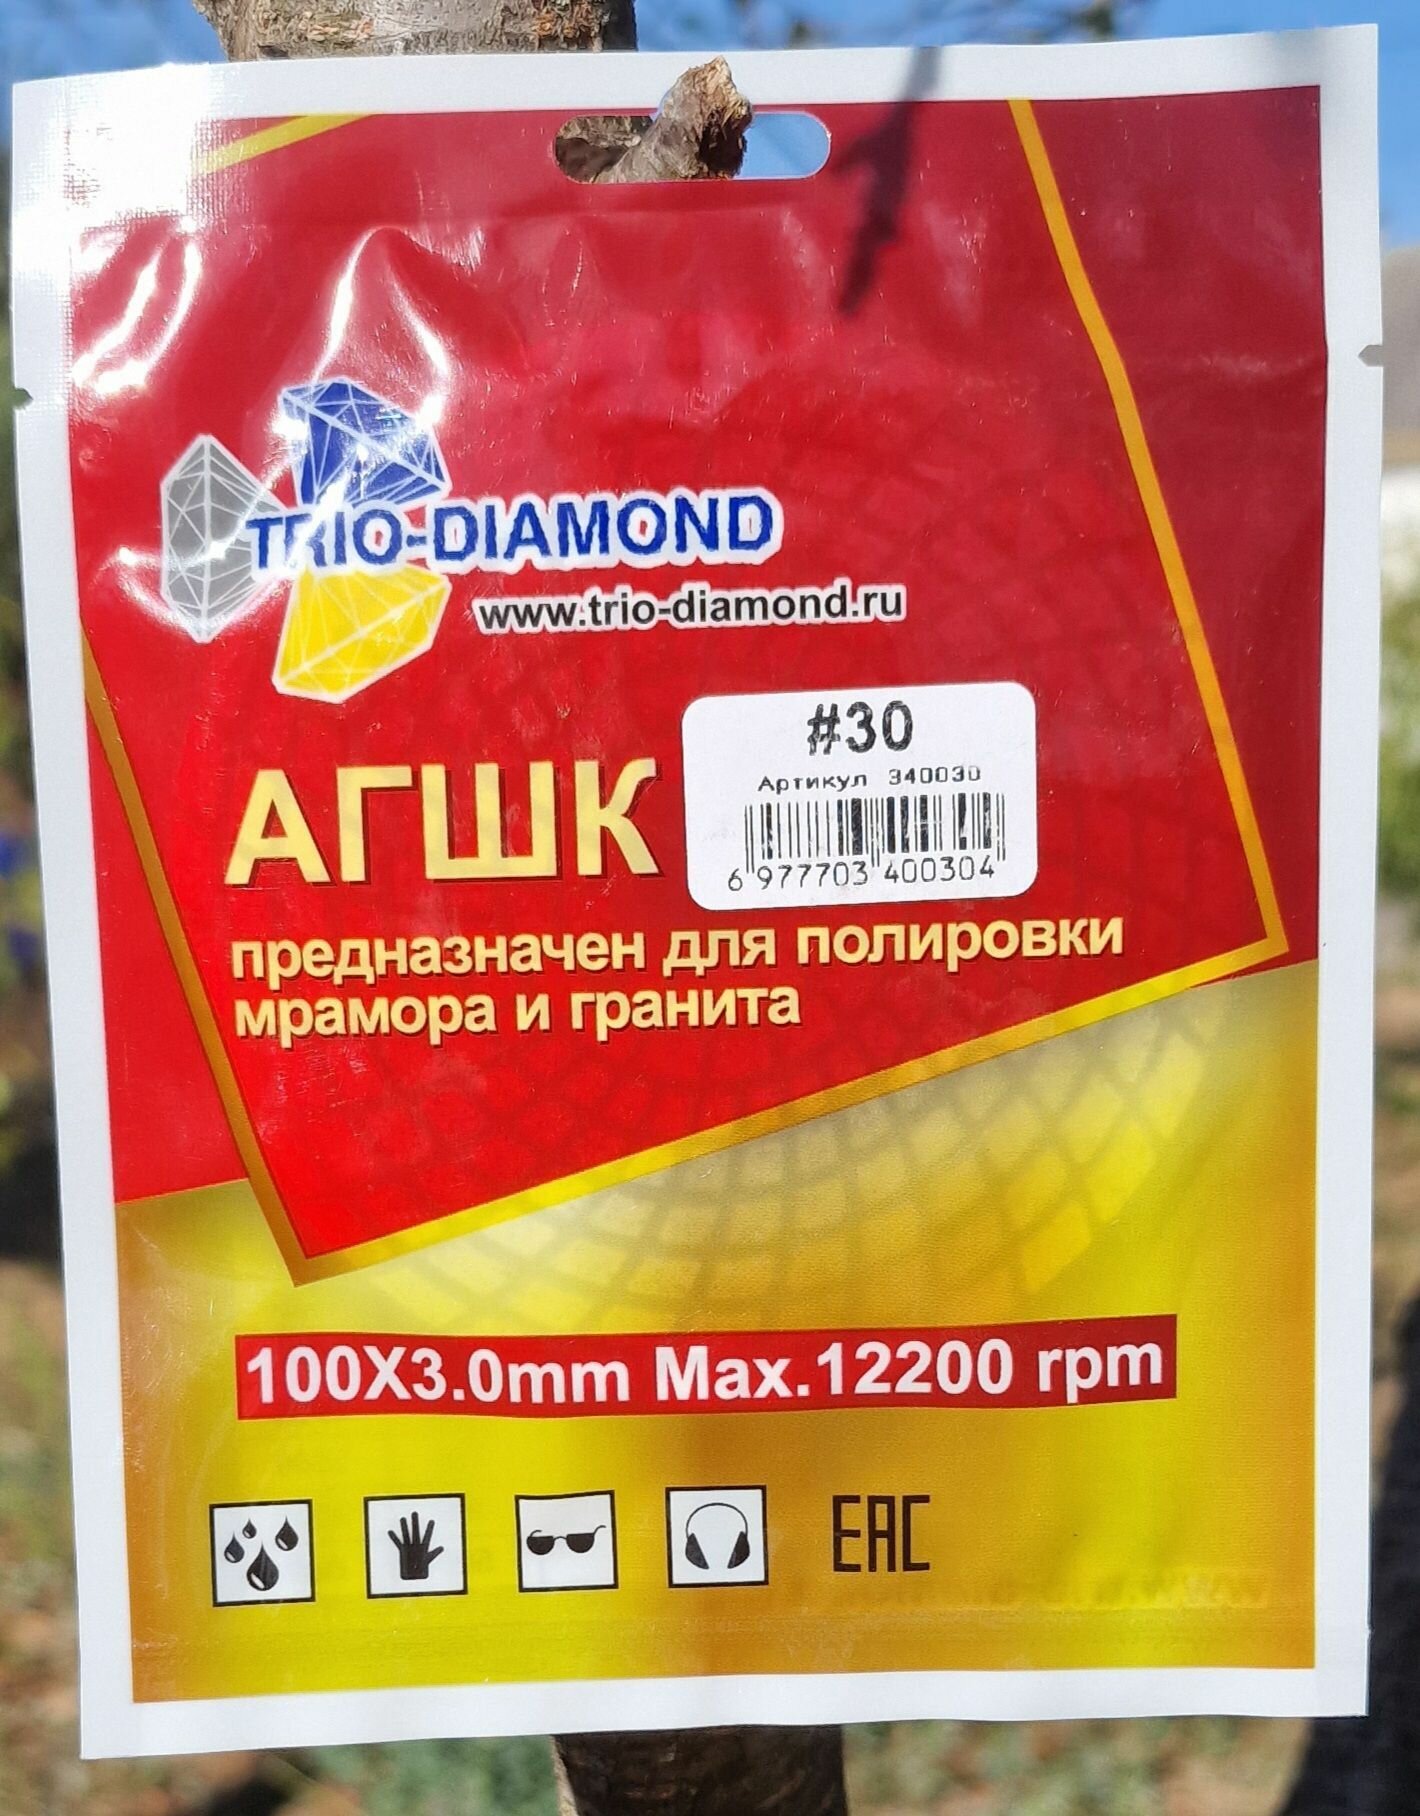 TRIO-DIAMOND
www.trio-diamond.ru
#30
Артикул 340030
6 977703 400304
АГШК
предназначен для полировки
мрамора и гранита
100X3.0mm Max.12200 rpm
EAC